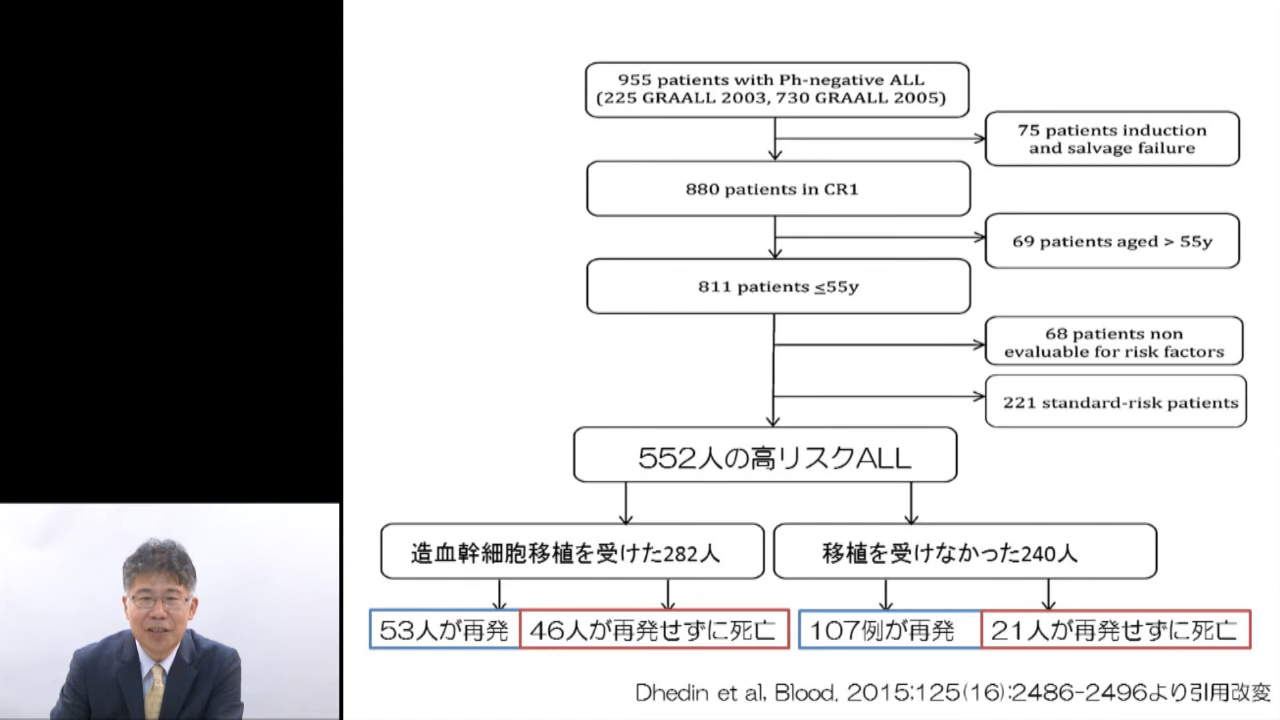 955 patients with Ph-negative ALL
(225 GRAALL 2003, 730 GRAALL 2005)
75 patients induction
and salvage failure
880 patients in CR1
69 patients aged > 55y
811 patients ≤55y
68 patients non
evaluable for risk factors
221 standard-risk patients
552人の高リスクALL
造血幹細胞移植を受けた282人
移植を受けなかった240人
53人が再発
46人が再発せずに死亡
107例が再発
21人が再発せずに死亡
Dhedin et al, Blood. 2015;125(16):2486-2496より引用改変